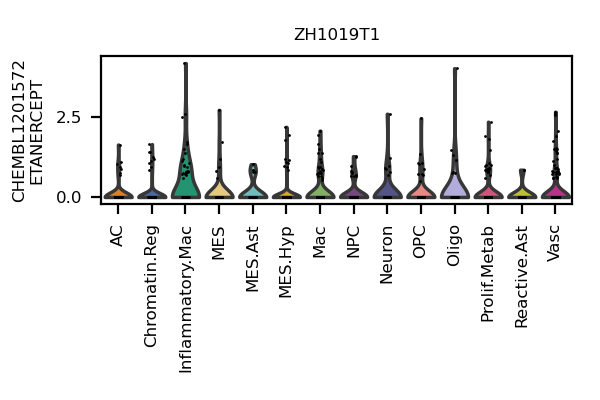 ZH1019T1
CHEMBL1201572
ETANERCEPT
2.5
0.0
AC
Chromatin.Reg
Inflammatory.Mac
MES
MES.Ast
MES.Hyp
Mac
NPC
Neuron
OPC
Oligo
Prolif.Metab
Reactive.Ast
Vasc